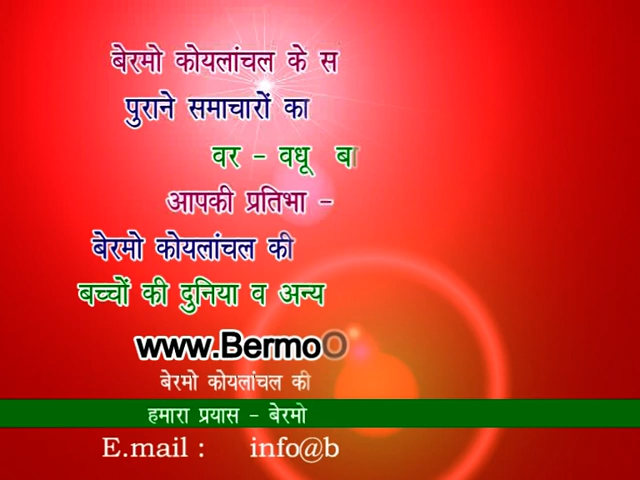 बेरमो कोयलांचल के स
पुराने समाचारों का
वर - वधू ब
आपकी प्रतिभा -
बेरमो कोयलांचल की
बच्चों की दुनिया व अन्य
www.BermoO
बेरमो कोयलांचल की
हमारा प्रयास - बेरमो
E.mail : info@b